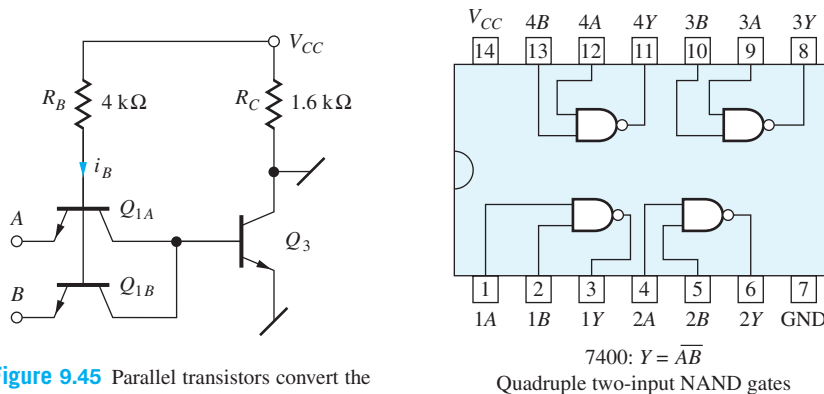 V_CC
R_B 4 kΩ
R_C 1.6 kΩ
i_B
A
Q_1A
Q_3
B
Q_1B
Figure 9.45 Parallel transistors convert the
V_CC 4B 4A 4Y 3B 3A 3Y
14 13 12 11 10 9 8
1 2 3 4 5 6 7
1A 1B 1Y 2A 2B 2Y GND
7400: Y = \overline{AB}
Quadruple two-input NAND gates